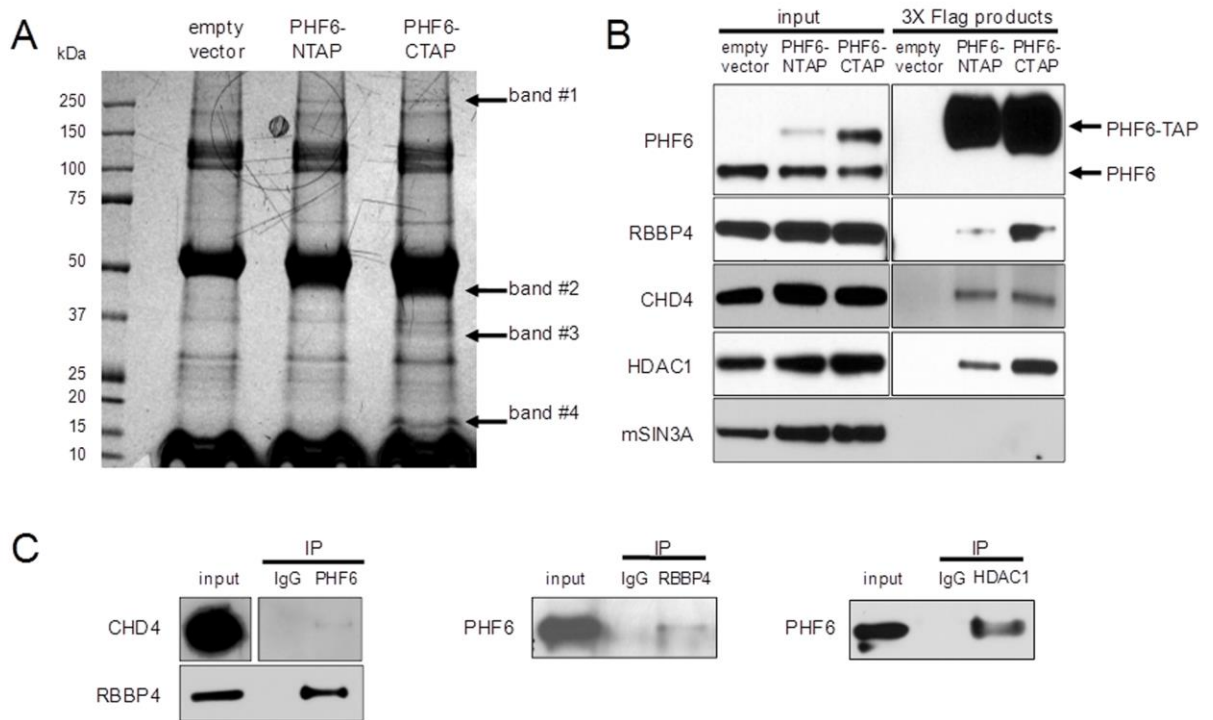 A
kDa
empty vector
PHF6-NTAP
PHF6-CTAP
250
150
100
75
50
37
25
20
15
10
band #1
band #2
band #3
band #4
B
input
3X Flag products
empty vector
PHF6-NTAP
PHF6-CTAP
empty vector
PHF6-NTAP
PHF6-CTAP
PHF6
PHF6-TAP
PHF6
RBBP4
CHD4
HDAC1
mSIN3A
C
IP
input IgG PHF6
CHD4
RBBP4
IP
input IgG RBBP4
PHF6
IP
input IgG HDAC1
PHF6